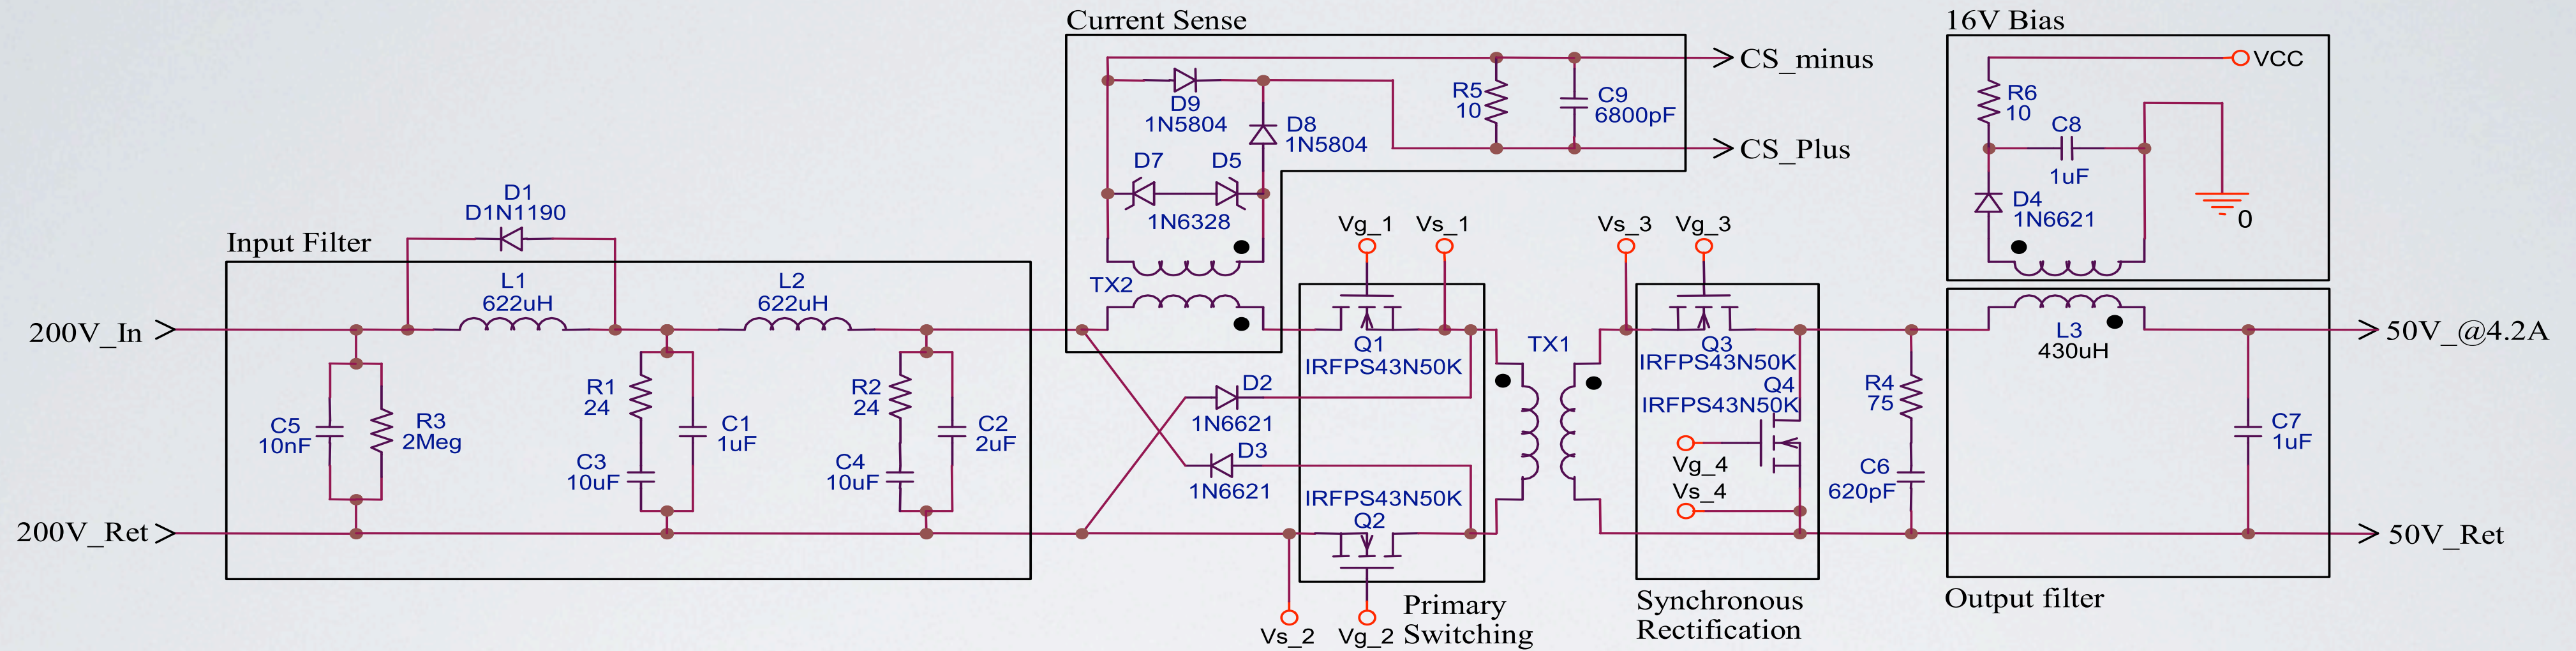 Current Sense
16V Bias
CS_minus
VCC
D9
1N5804
R5
10
C9
6800pF
R6
10
D8
1N5804
C8
1uF
CS_Plus
D7
D5
1N6328
D4
1N6621
0
D1
D1N1190
Input Filter
Vg_1
Vs_1
Vs_3
Vg_3
L1
622uH
L2
622uH
TX2
200V_In
Q1
IRFPS43N50K
TX1
Q3
IRFPS43N50K
L3
430uH
50V_@4.2A
R1
24
R2
24
D2
1N6621
Q4
IRFPS43N50K
R4
75
C5
10nF
R3
2Meg
C1
1uF
C2
2uF
C7
1uF
C3
10uF
C4
10uF
D3
1N6621
Vg_4
Vs_4
C6
620pF
IRFPS43N50K
Q2
200V_Ret
50V_Ret
Vs_2
Vg_2
Primary
Switching
Synchronous
Rectification
Output filter